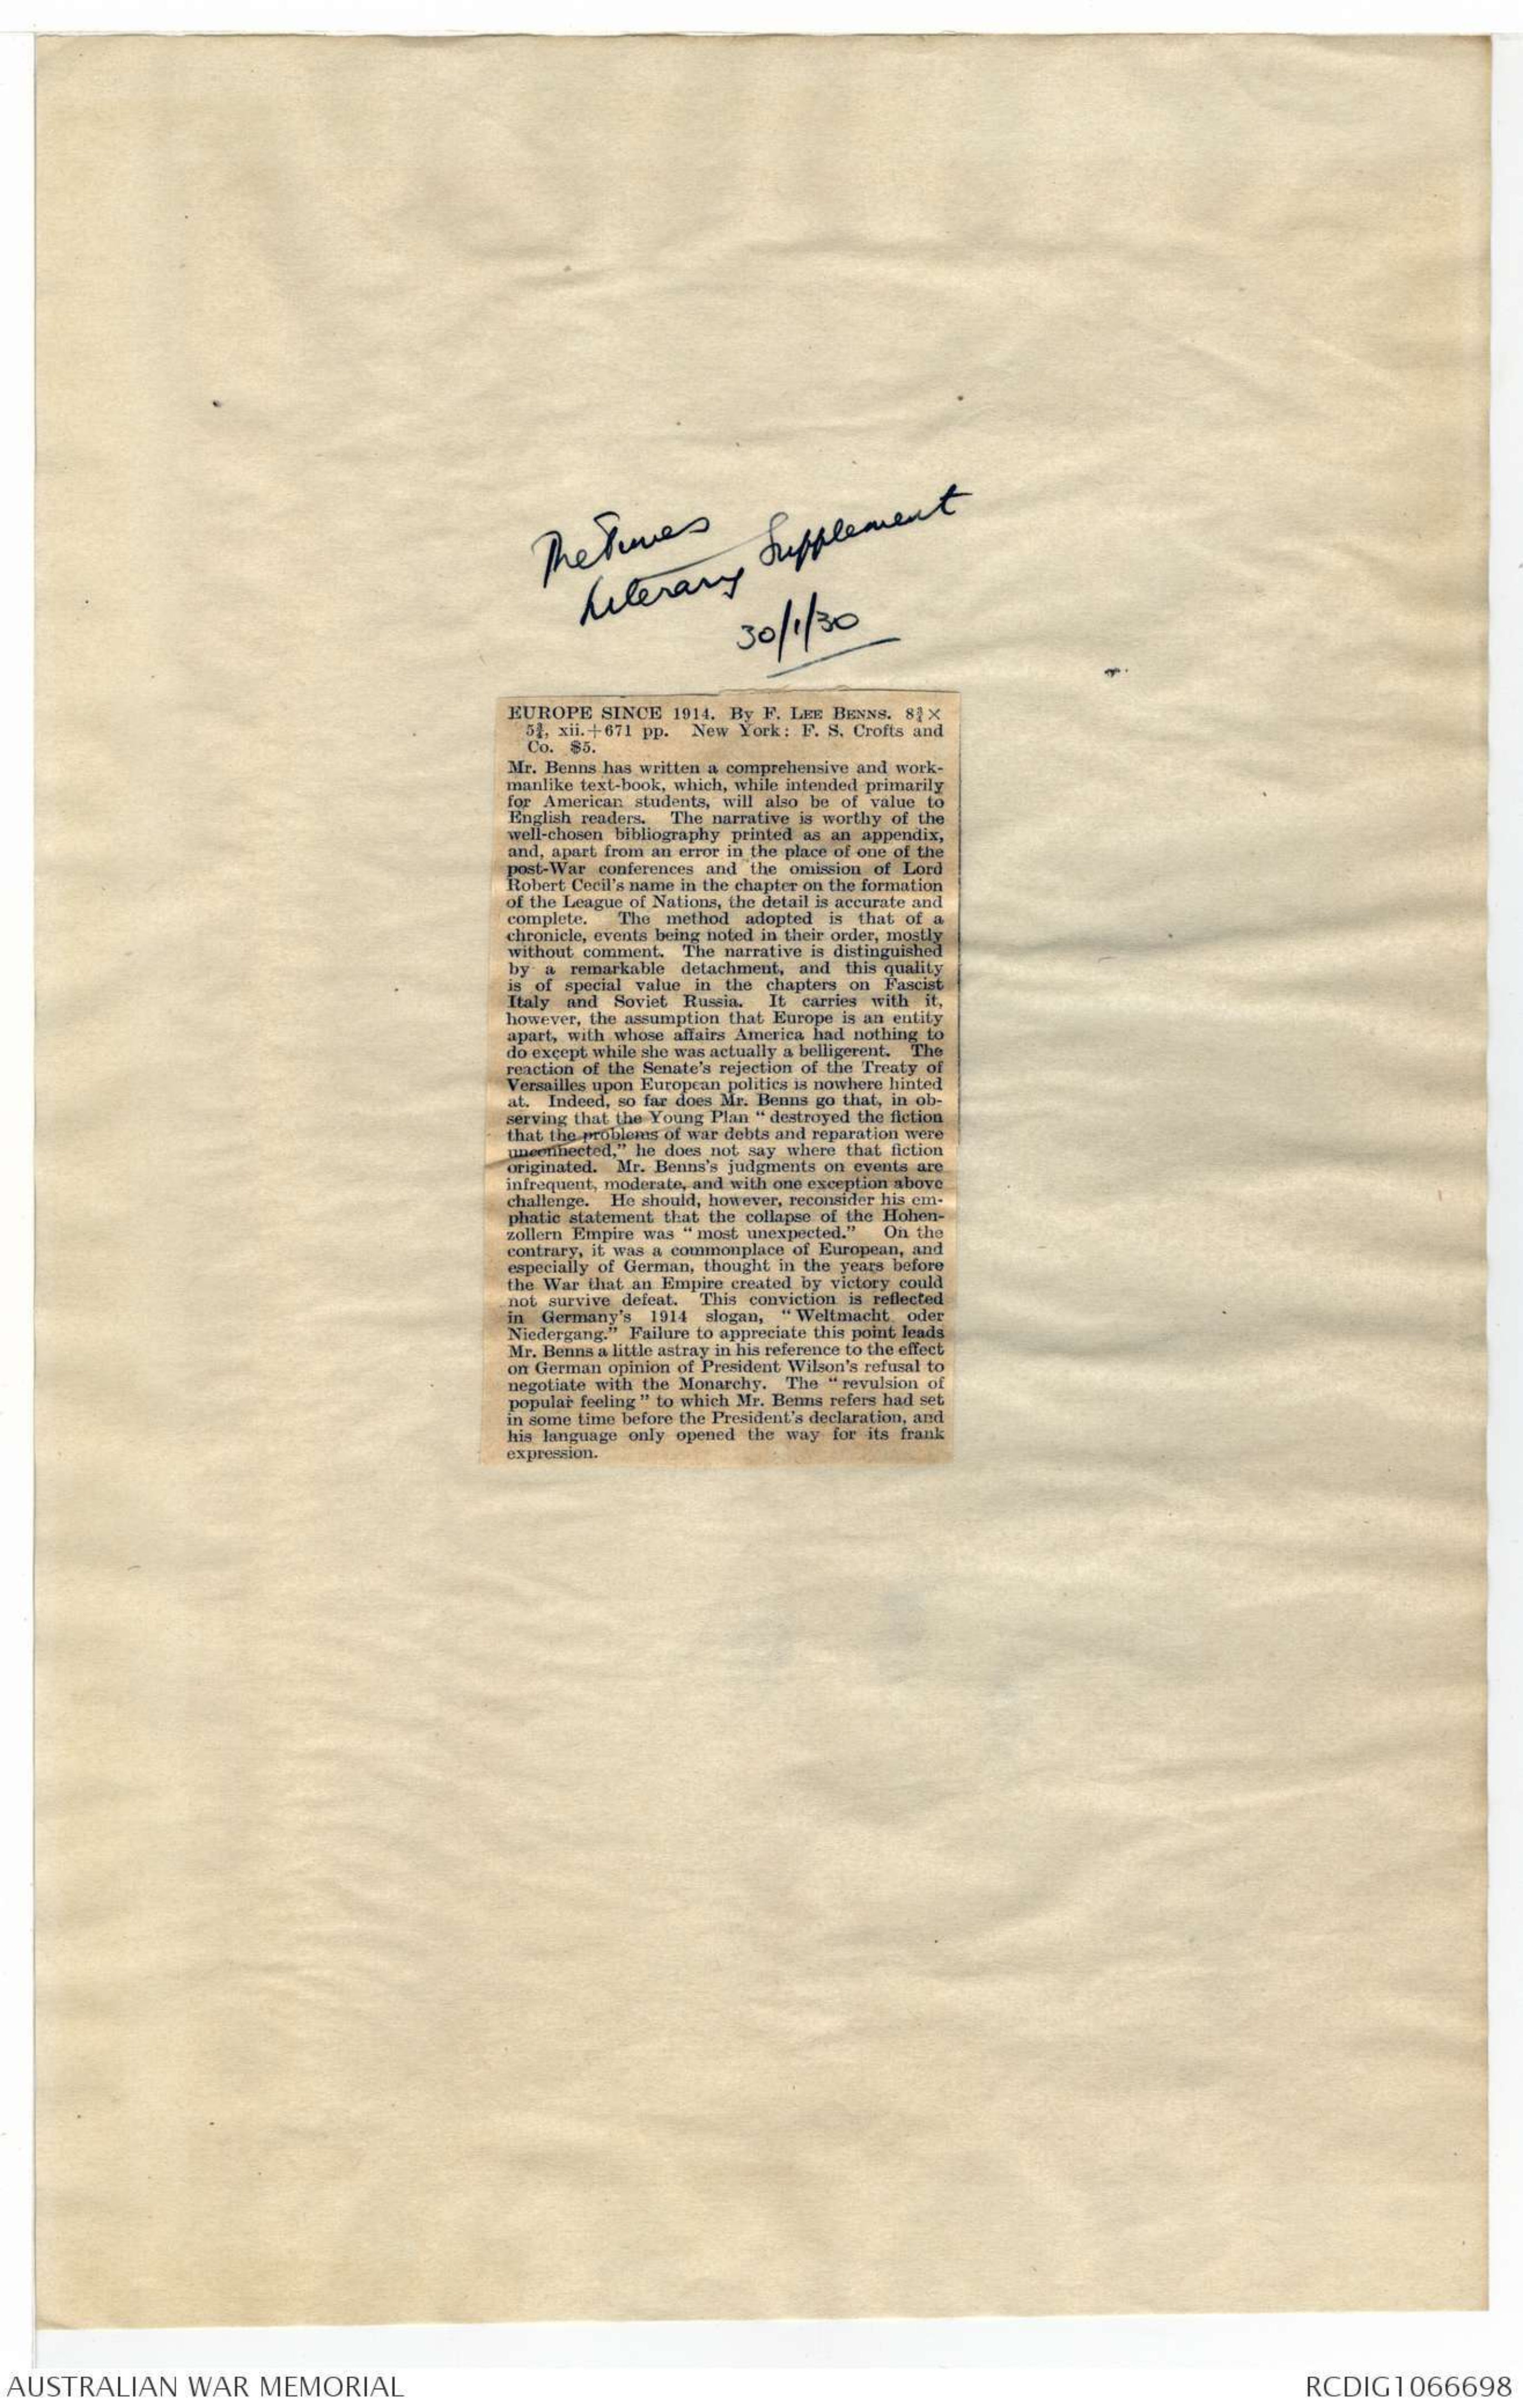 The Times
Literary Supplement
30/1/30
EUROPE SINCE 1914. By F. LEE BENNS. 8¾ ×
5¾, xii.+671 pp. New York: F. S. Crofts and
Co. $5.
Mr. Benns has written a comprehensive and work-
manlike text-book, which, while intended primarily
for American students, will also be of value to
English readers. The narrative is worthy of the
well-chosen bibliography printed as an appendix,
and, apart from an error in the place of one of the
post-War conferences and the omission of Lord
Robert Cecil's name in the chapter on the formation
of the League of Nations, the detail is accurate and
complete. The method adopted is that of a
chronicle, events being noted in their order, mostly
without comment. The narrative is distinguished
by a remarkable detachment, and this quality
is of special value in the chapters on Fascist
Italy and Soviet Russia. It carries with it,
however, the assumption that Europe is an entity
apart, with whose affairs America had nothing to
do except while she was actually a belligerent. The
reaction of the Senate's rejection of the Treaty of
Versailles upon European politics is nowhere hinted
at. Indeed, so far does Mr. Benns go that, in ob-
serving that the Young Plan " destroyed the fiction
that the problems of war debts and reparation were
unconnected," he does not say where that fiction
originated. Mr. Benns's judgments on events are
infrequent, moderate, and with one exception above
challenge. He should, however, reconsider his em-
phatic statement that the collapse of the Hohen-
zollern Empire was " most unexpected." On the
contrary, it was a commonplace of European, and
especially of German, thought in the years before
the War that an Empire created by victory could
not survive defeat. This conviction is reflected
in Germany's 1914 slogan, " Weltmacht oder
Niedergang." Failure to appreciate this point leads
Mr. Benns a little astray in his reference to the effect
on German opinion of President Wilson's refusal to
negotiate with the Monarchy. The " revulsion of
popular feeling " to which Mr. Benns refers had set
in some time before the President's declaration, and
his language only opened the way for its frank
expression.
AUSTRALIAN WAR MEMORIAL
RCDIG1066698